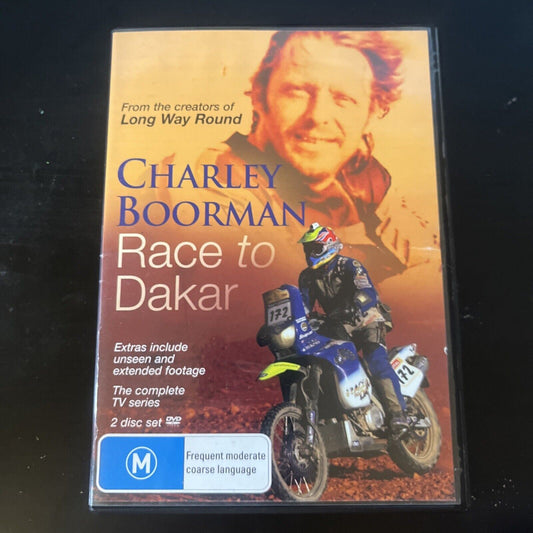 From the creators of
Long Way Round
CHARLEY
BOORMAN
Race to
Dakar
172
Extras include
unseen and
extended footage
172
The complete
TV series
2 disc set DVD
M
Frequent moderate
coarse language